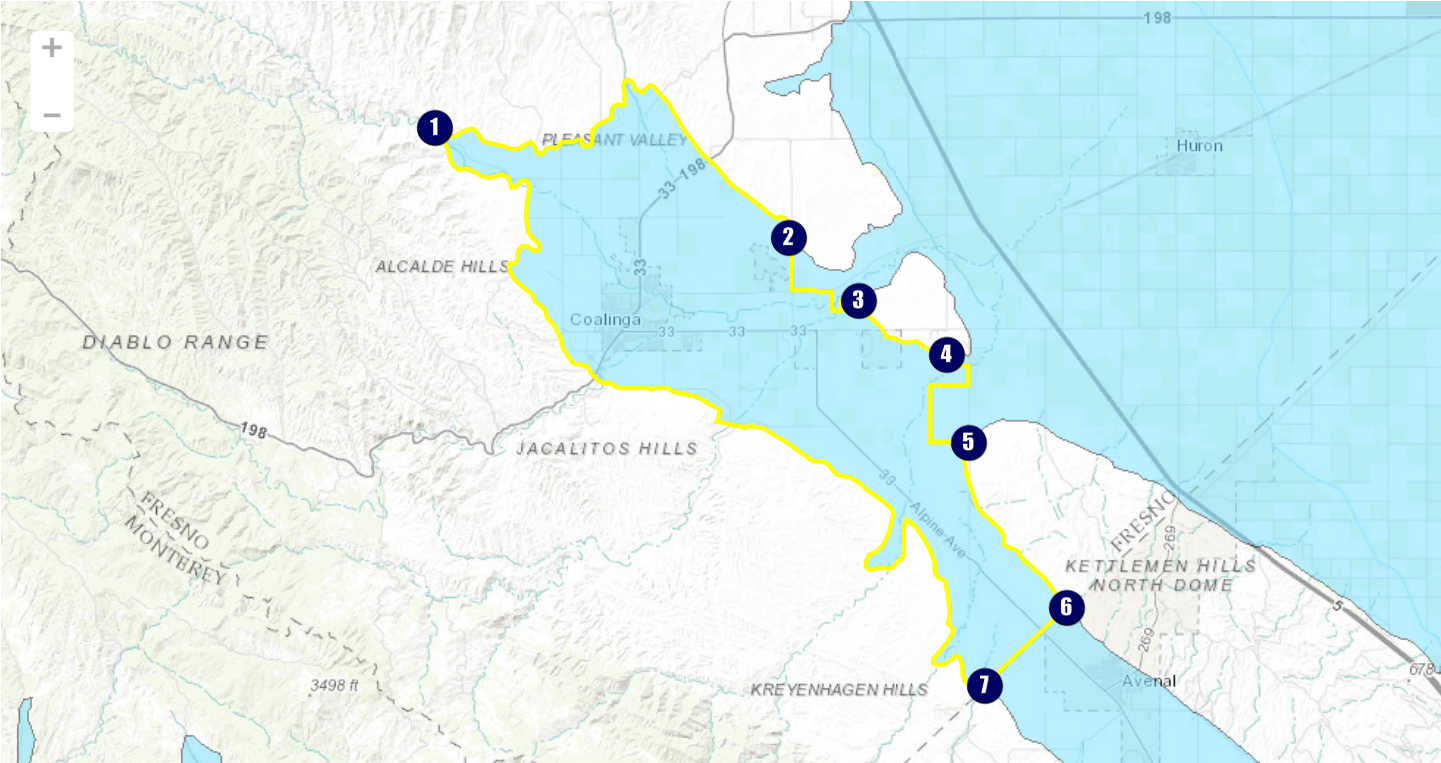 +
198
−
1
PLEASANT VALLEY
Huron
33-198
2
ALCALDE HILLS
33
3
Coalinga
33
33
33
DIABLO RANGE
4
198
5
JACALITOS HILLS
33
FRESNO
MONTEREY
Alpine-Ave
FRESNO
269
KETTLEMEN HILLS
NORTH DOME
6
5
269
678
3498 ft
KREYENHAGEN HILLS
7
Avenal